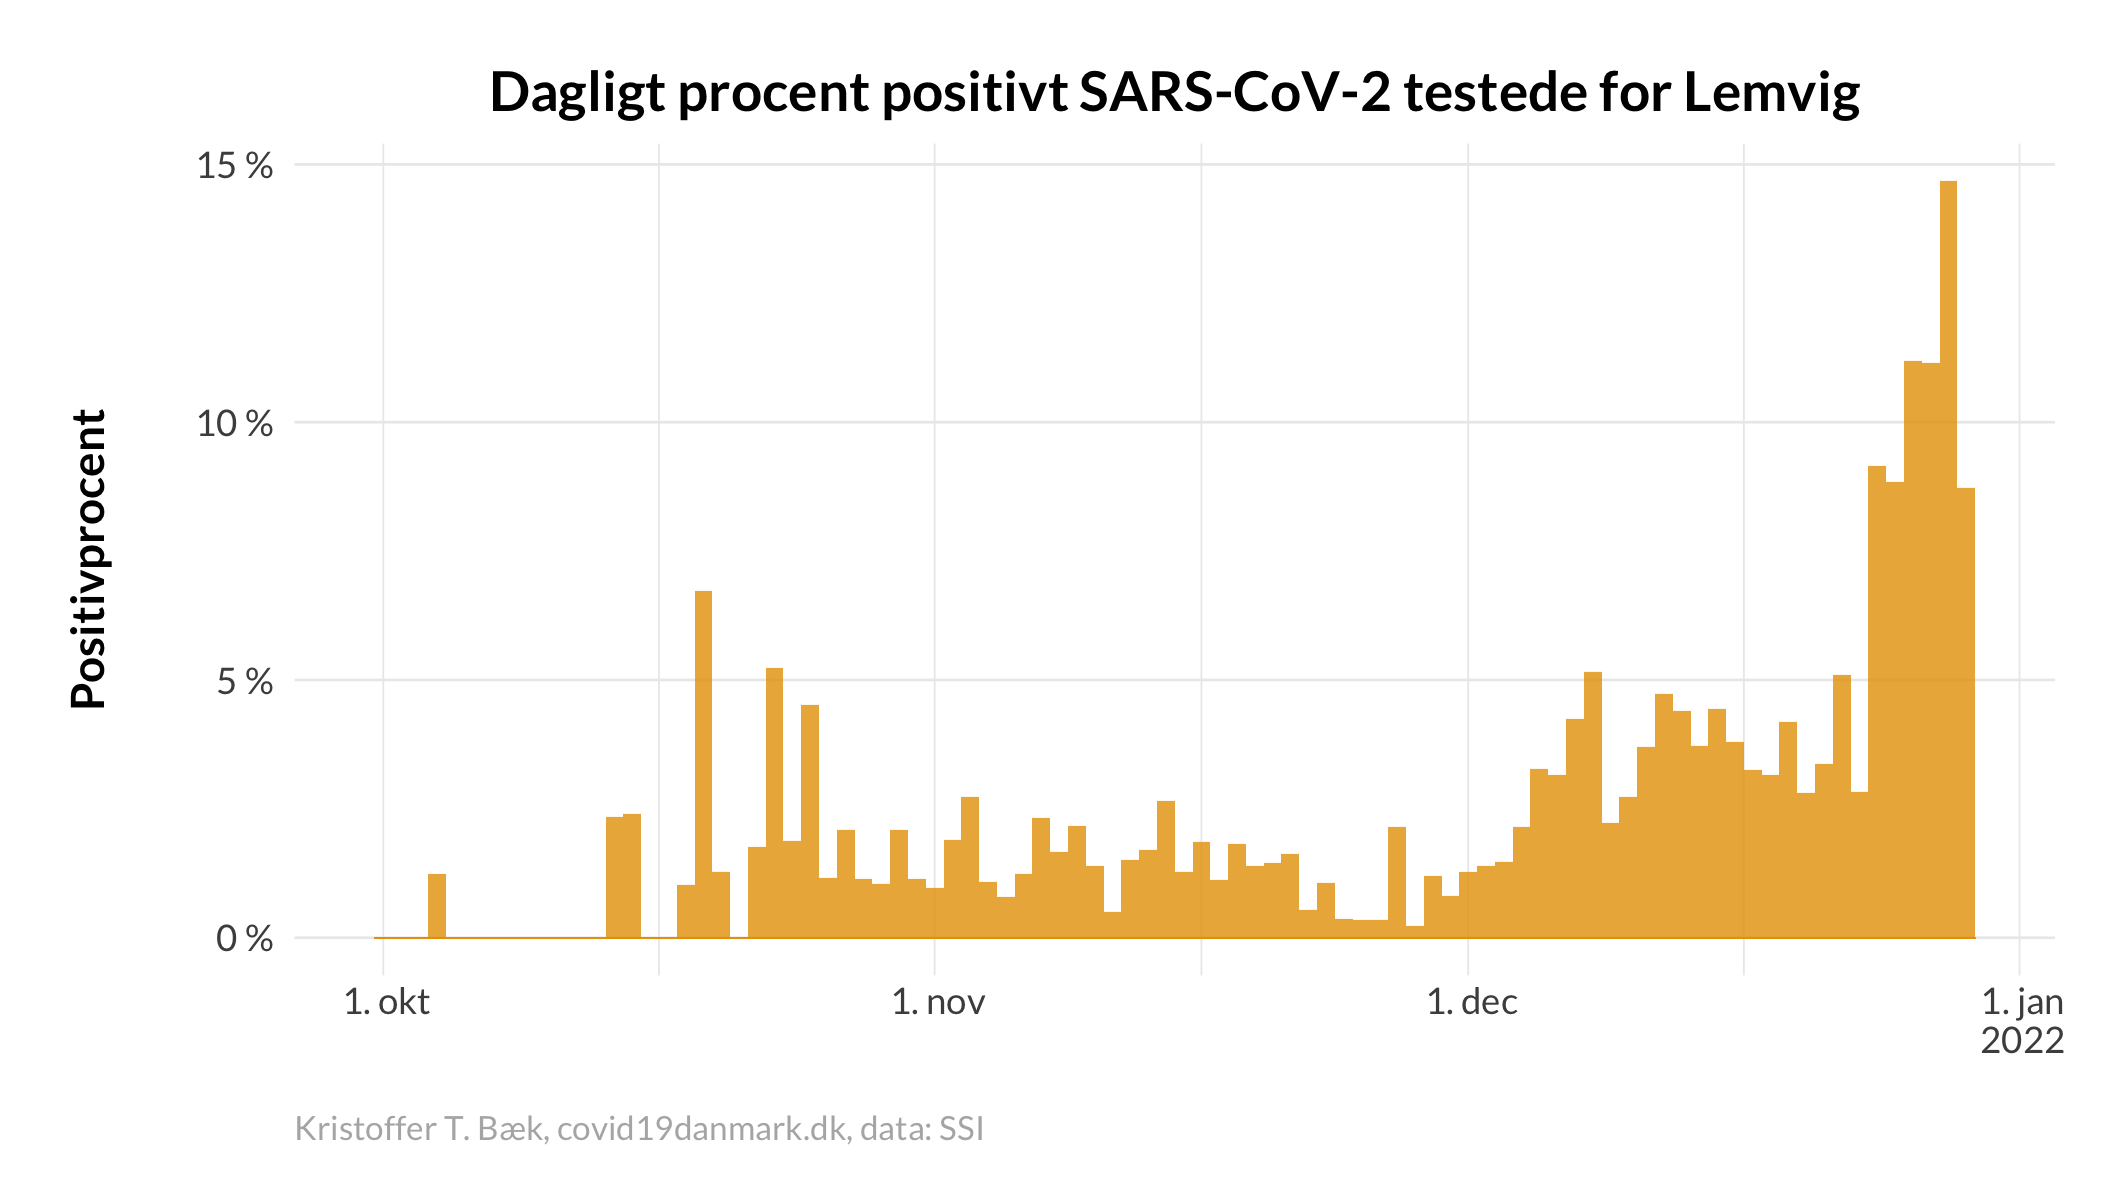 Dagligt procent positivt SARS-CoV-2 testede for Lemvig
Positivprocent
15 %
10 %
5 %
0 %
1. okt
1. nov
1. dec
1. jan
2022
Kristoffer T. Bæk, covid19danmark.dk, data: SSI